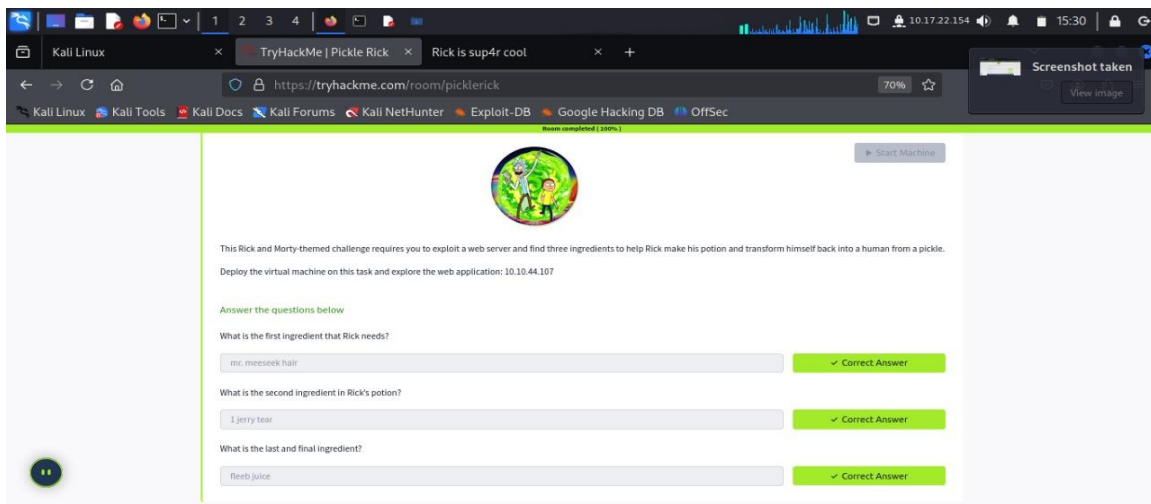 1 2 3 4 10.17.22.154 15:30
Kali Linux TryHackMe | Pickle Rick Rick is sup4r cool
Screenshot taken
https://tryhackme.com/room/picklerick 70%
View image
Kali Linux Kali Tools Kali Docs Kali Forums Kali NetHunter Exploit-DB Google Hacking DB OffSec
Room completed ( 100% )
Start Machine
This Rick and Morty-themed challenge requires you to exploit a web server and find three ingredients to help Rick make his potion and transform himself back into a human from a pickle.
Deploy the virtual machine on this task and explore the web application: 10.10.44.107
Answer the questions below
What is the first ingredient that Rick needs?
mr. meeseek hair Correct Answer
What is the second ingredient in Rick's potion?
1 jerry tear Correct Answer
What is the last and final ingredient?
fleeb juice Correct Answer